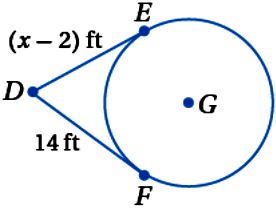 E
(x – 2) ft
D
G
14 ft
F